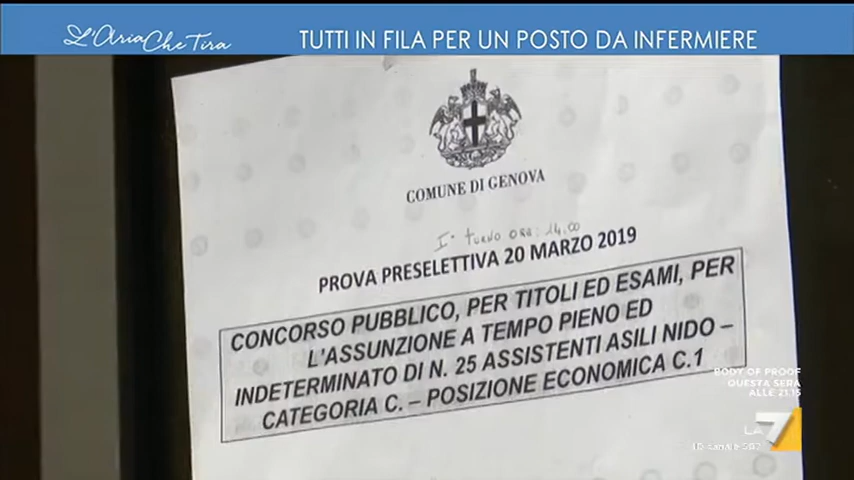 L'Aria Che Tira
TUTTI IN FILA PER UN POSTO DA INFERMIERE
COMUNE DI GENOVA
I° TURNO ORE: 14.00
PROVA PRESELETTIVA 20 MARZO 2019
CONCORSO PUBBLICO, PER TITOLI ED ESAMI, PER
L'ASSUNZIONE A TEMPO PIENO ED
INDETERMINATO DI N. 25 ASSISTENTI ASILI NIDO –
CATEGORIA C. – POSIZIONE ECONOMICA C.1
BODY OF PROOF
QUESTA SERA
ALLE 21.15
LA7